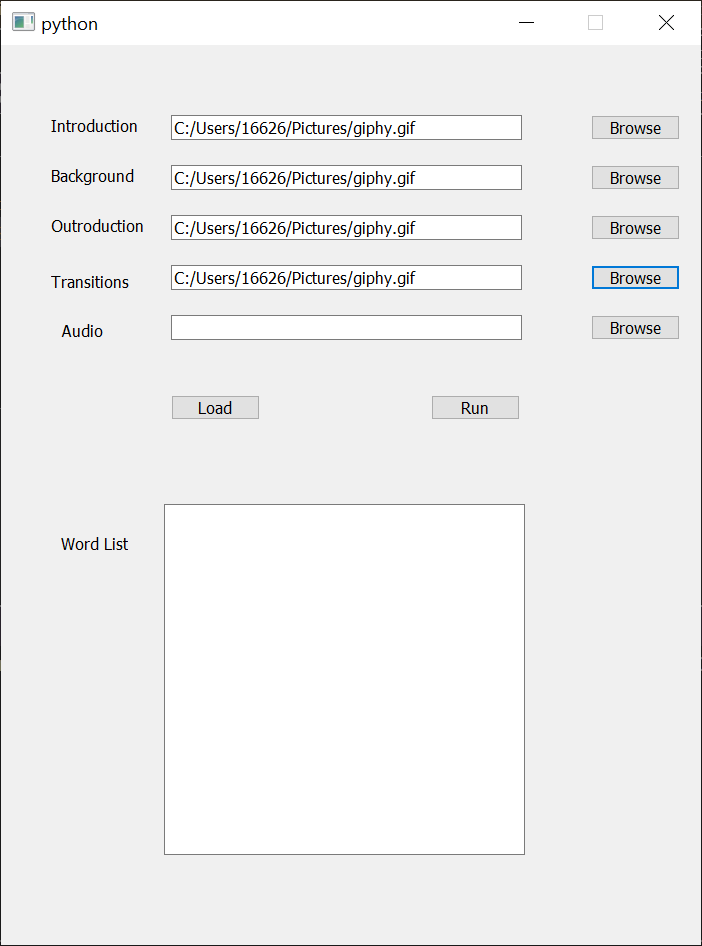 python
Introduction C:/Users/16626/Pictures/giphy.gif Browse
Background C:/Users/16626/Pictures/giphy.gif Browse
Outroduction C:/Users/16626/Pictures/giphy.gif Browse
Transitions C:/Users/16626/Pictures/giphy.gif Browse
Audio Browse
Load Run
Word List